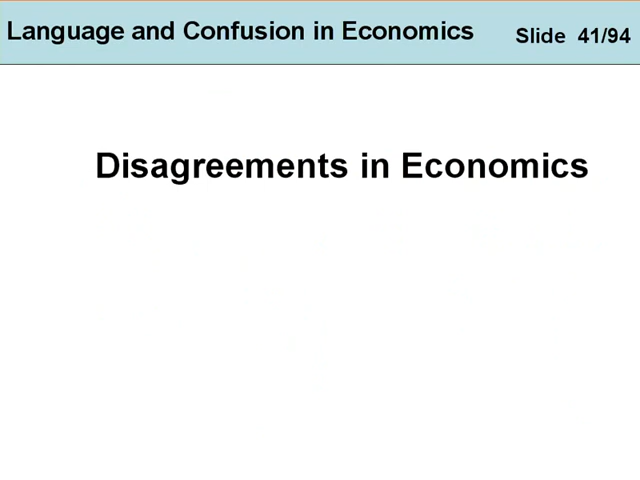 Language and Confusion in Economics Slide 41/94
Disagreements in Economics